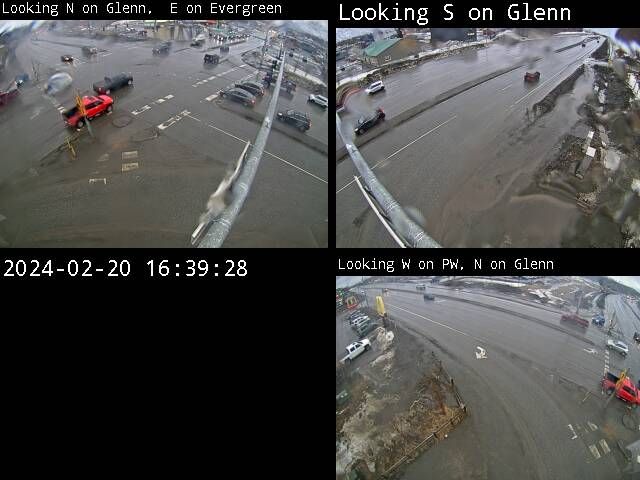 Looking N on Glenn,  E on Evergreen
Looking S on Glenn
2024-02-20 16:39:28
Looking W on PW, N on Glenn